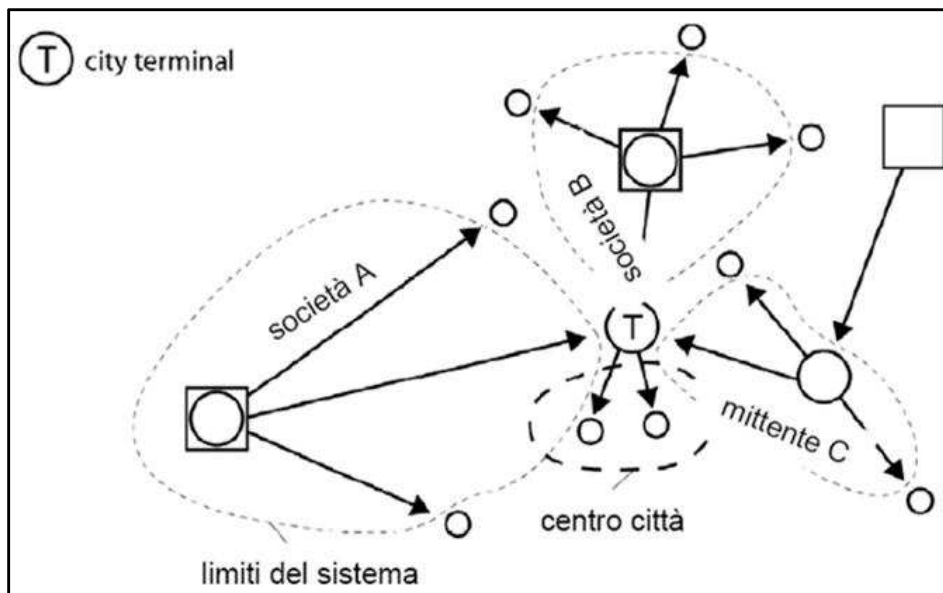 T city terminal
società B
società A
T
mittente C
centro città
limiti del sistema